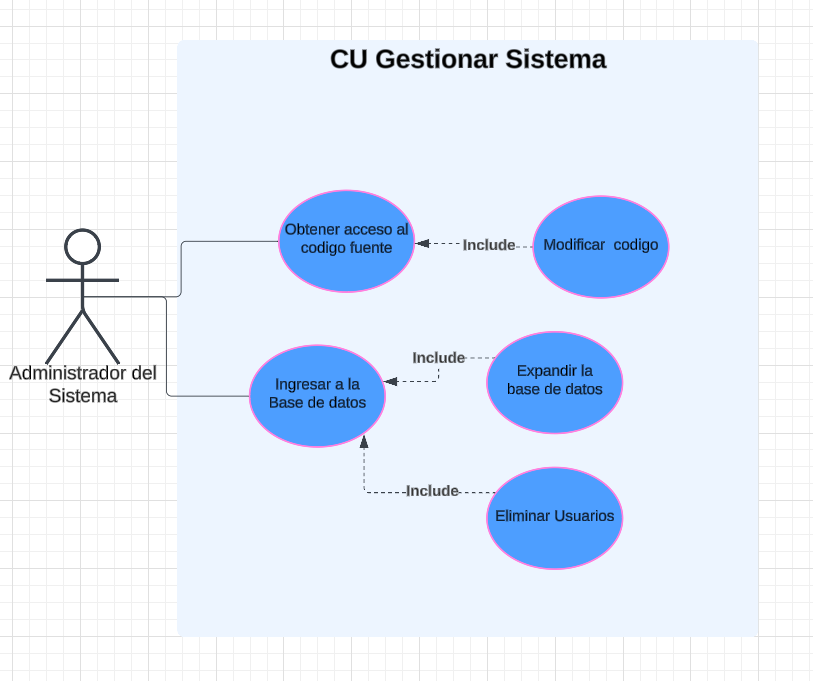 CU Gestionar Sistema
Obtener acceso al
codigo fuente
Include
Modificar codigo
Administrador del
Sistema
Include
Expandir la
base de datos
Ingresar a la
Base de datos
Include
Eliminar Usuarios